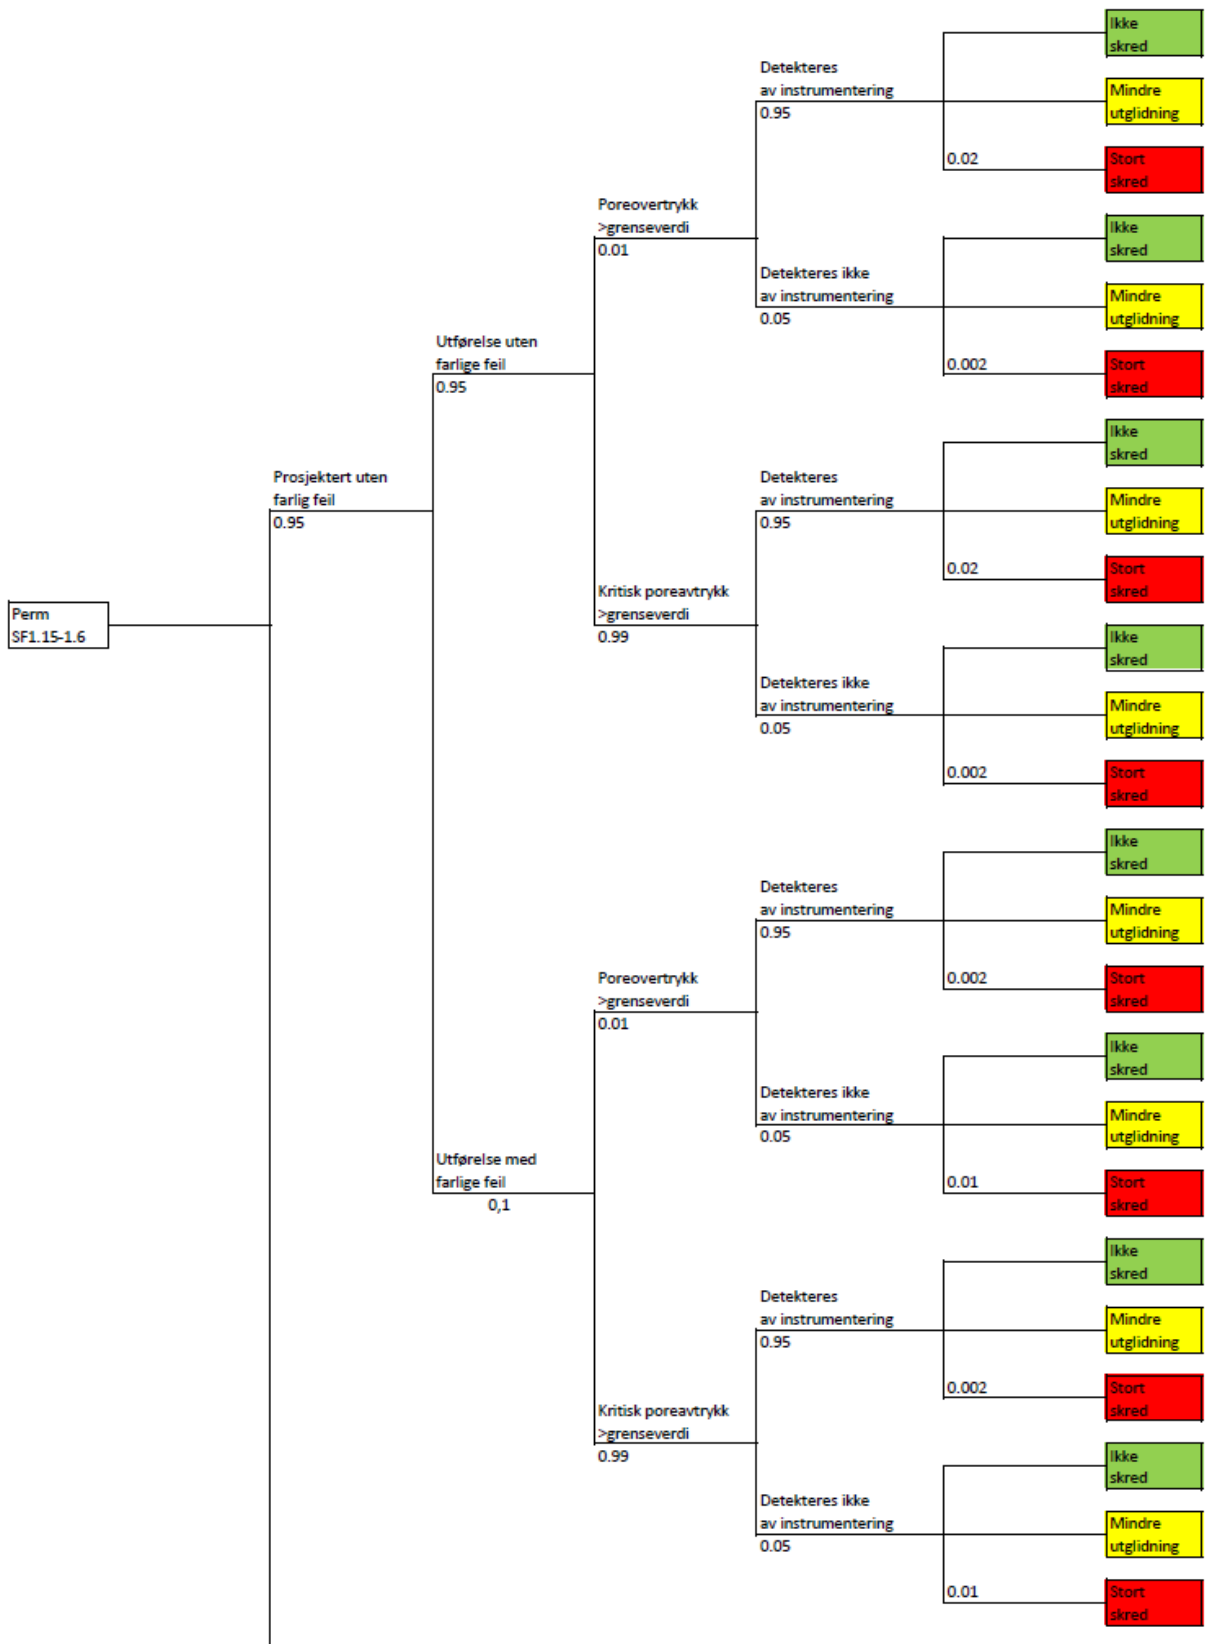 Ikke
skred
Detekteres
av instrumentering
0.95
Mindre
utglidning
0.02
Stort
skred
Poreovertrykk
>grenseverdi
0.01
Ikke
skred
Detekteres ikke
av instrumentering
0.05
Mindre
utglidning
0.002
Stort
skred
Utførelse uten
farlige feil
0.95
Ikke
skred
Prosjektert uten
farlig feil
0.95
Detekteres
av instrumentering
0.95
Mindre
utglidning
0.02
Stort
skred
Perm
SF1.15-1.6
Kritisk poreavtrykk
>grenseverdi
0.99
Ikke
skred
Detekteres ikke
av instrumentering
0.05
Mindre
utglidning
0.002
Stort
skred
Ikke
skred
Detekteres
av instrumentering
0.95
Mindre
utglidning
0.002
Stort
skred
Poreovertrykk
>grenseverdi
0.01
Ikke
skred
Detekteres ikke
av instrumentering
0.05
Mindre
utglidning
0.01
Stort
skred
Utførelse med
farlige feil
0,1
Ikke
skred
Detekteres
av instrumentering
0.95
Mindre
utglidning
0.002
Stort
skred
Kritisk poreavtrykk
>grenseverdi
0.99
Ikke
skred
Detekteres ikke
av instrumentering
0.05
Mindre
utglidning
0.01
Stort
skred